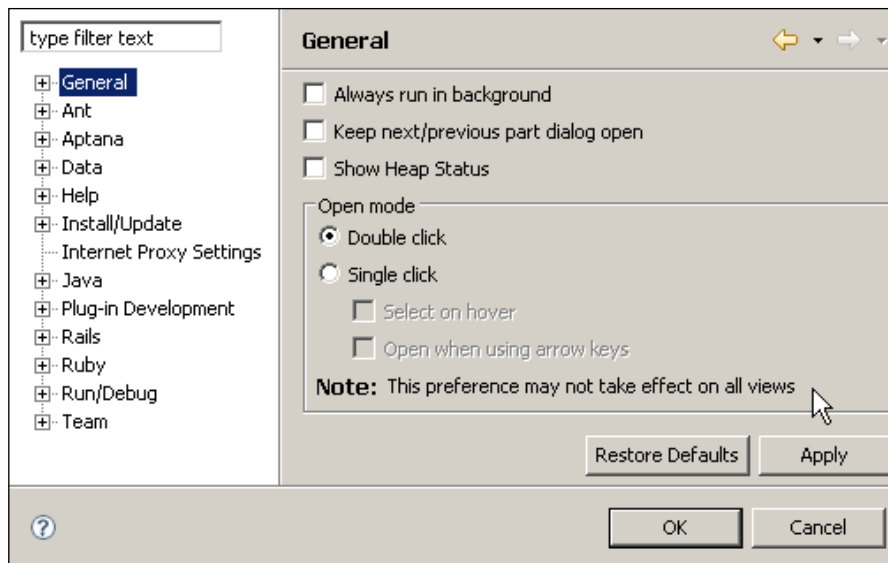 type filter text
General
Ant
Aptana
Data
Help
Install/Update
Internet Proxy Settings
Java
Plug-in Development
Rails
Ruby
Run/Debug
Team
General
Always run in background
Keep next/previous part dialog open
Show Heap Status
Open mode
Double click
Single click
Select on hover
Open when using arrow keys
Note: This preference may not take effect on all views
Restore Defaults Apply
OK Cancel